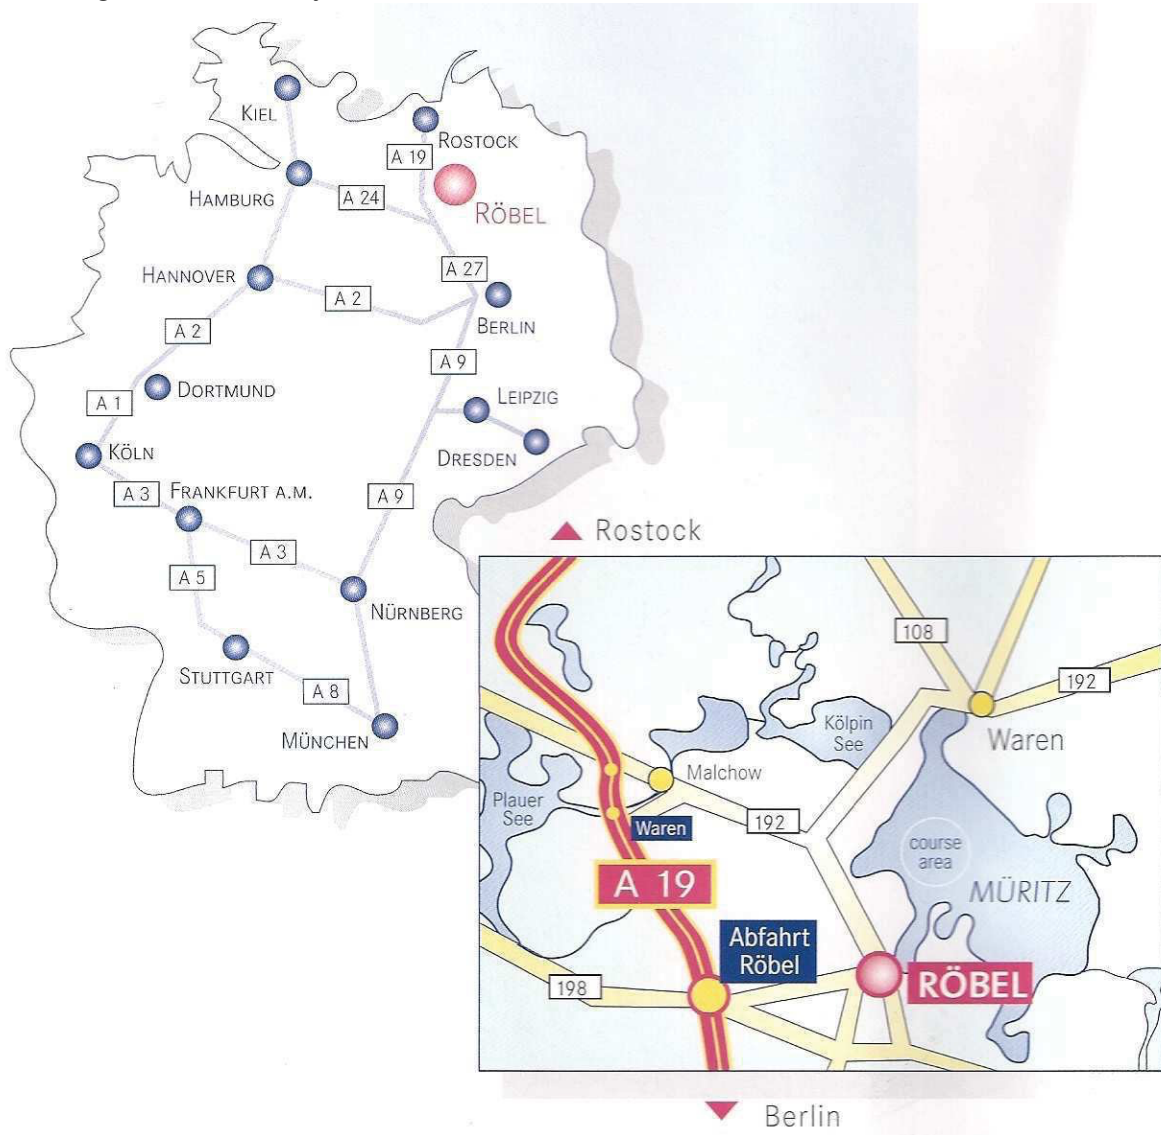 KIEL
ROSTOCK
A 19
HAMBURG
A 24
RÖBEL
HANNOVER
A 27
A 2
BERLIN
A 2
A 9
DORTMUND
LEIPZIG
A 1
KÖLN
DRESDEN
A 3
FRANKFURT A.M.
A 9
A 3
A 5
NÜRNBERG
STUTTGART
A 8
MÜNCHEN
Rostock
108
192
Kölpin
See
Waren
Malchow
Plauer
See
Waren
192
course
area
A 19
MÜRITZ
Abfahrt
Röbel
198
RÖBEL
Berlin